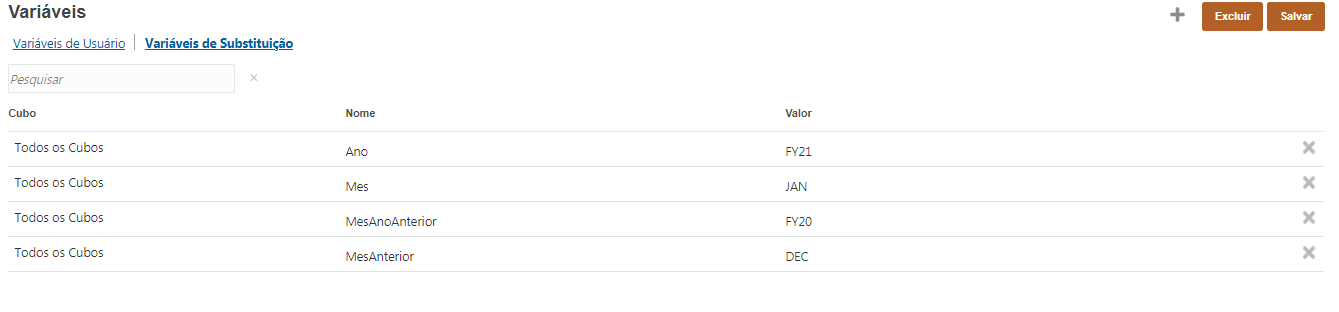 Variáveis
Excluir
Salvar
Variáveis de Usuário
Variáveis de Substituição
Pesquisar
Cubo Nome Valor
Todos os Cubos Ano FY21
Todos os Cubos Mes JAN
Todos os Cubos MesAnoAnterior FY20
Todos os Cubos MesAnterior DEC